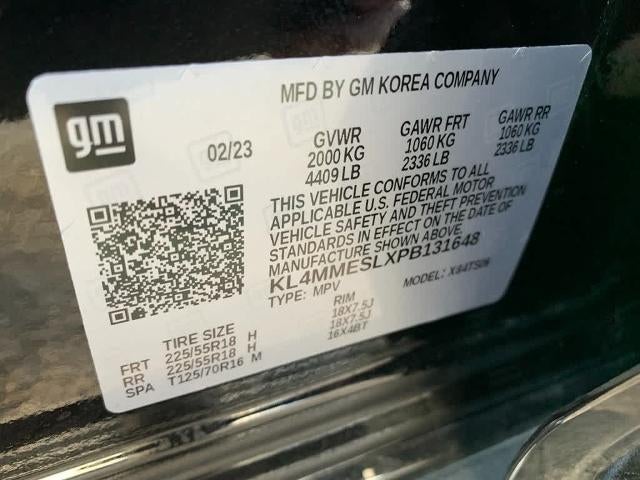 gm
MFD BY GM KOREA COMPANY
02/23
GVWR
2000 KG
4409 LB
GAWR FRT
1060 KG
2336 LB
GAWR RR
1060 KG
2336 LB
THIS VEHICLE CONFORMS TO ALL
APPLICABLE U.S. FEDERAL MOTOR
VEHICLE SAFETY AND THEFT PREVENTION
STANDARDS IN EFFECT ON THE DATE OF
MANUFACTURE SHOWN ABOVE.
KL4MMESLXPB131648
TYPE: MPV
MODEL: X84TS06
TIRE SIZE
RIM
FRT 225/55R18 H 18X7.5J
RR 225/55R18 H 18X7.5J
SPA T125/70R16 M 16X4BT